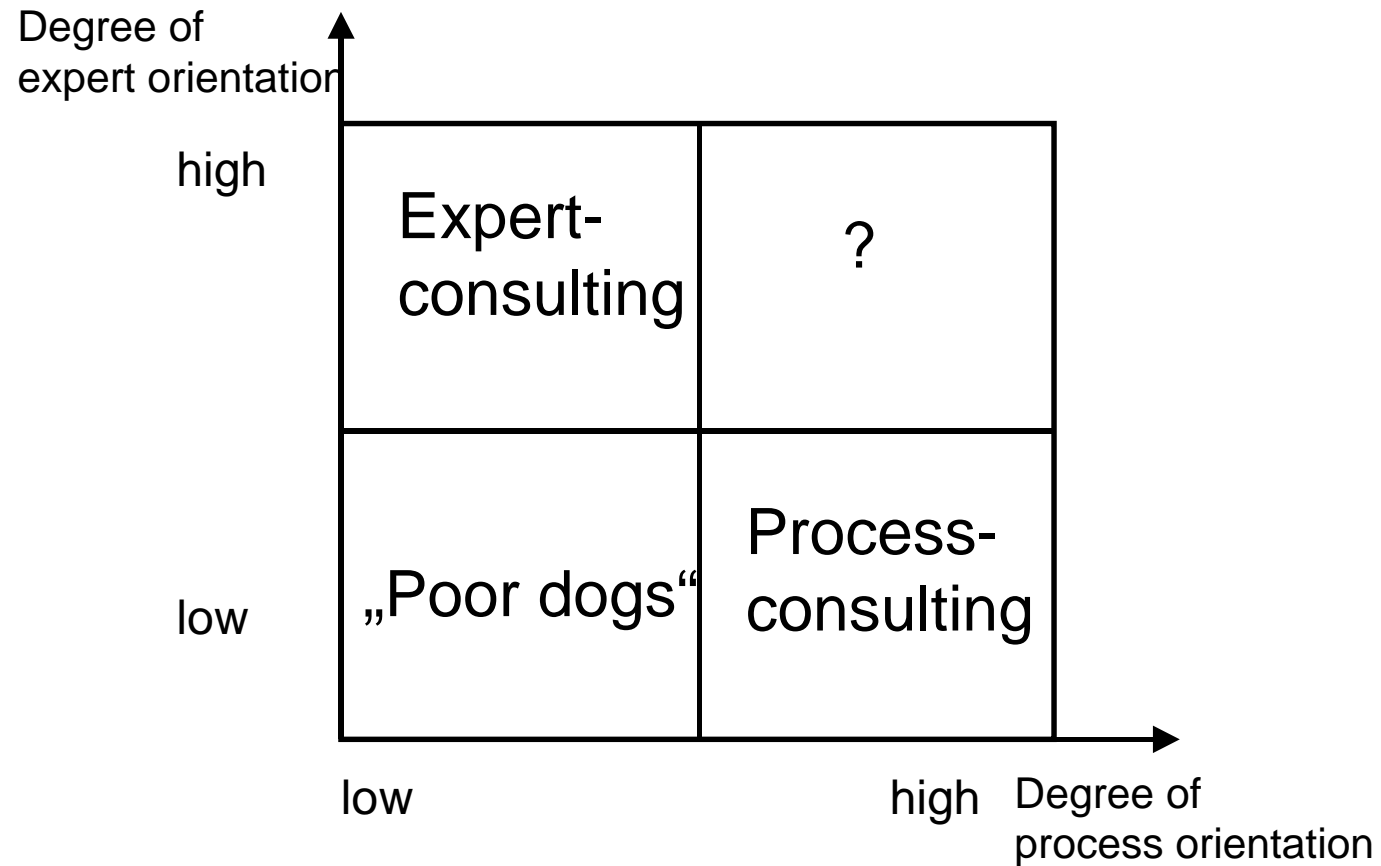 Degree of
expert orientation
high
Expert-
consulting
?
low
„Poor dogs“
Process-
consulting
low
high
Degree of
process orientation